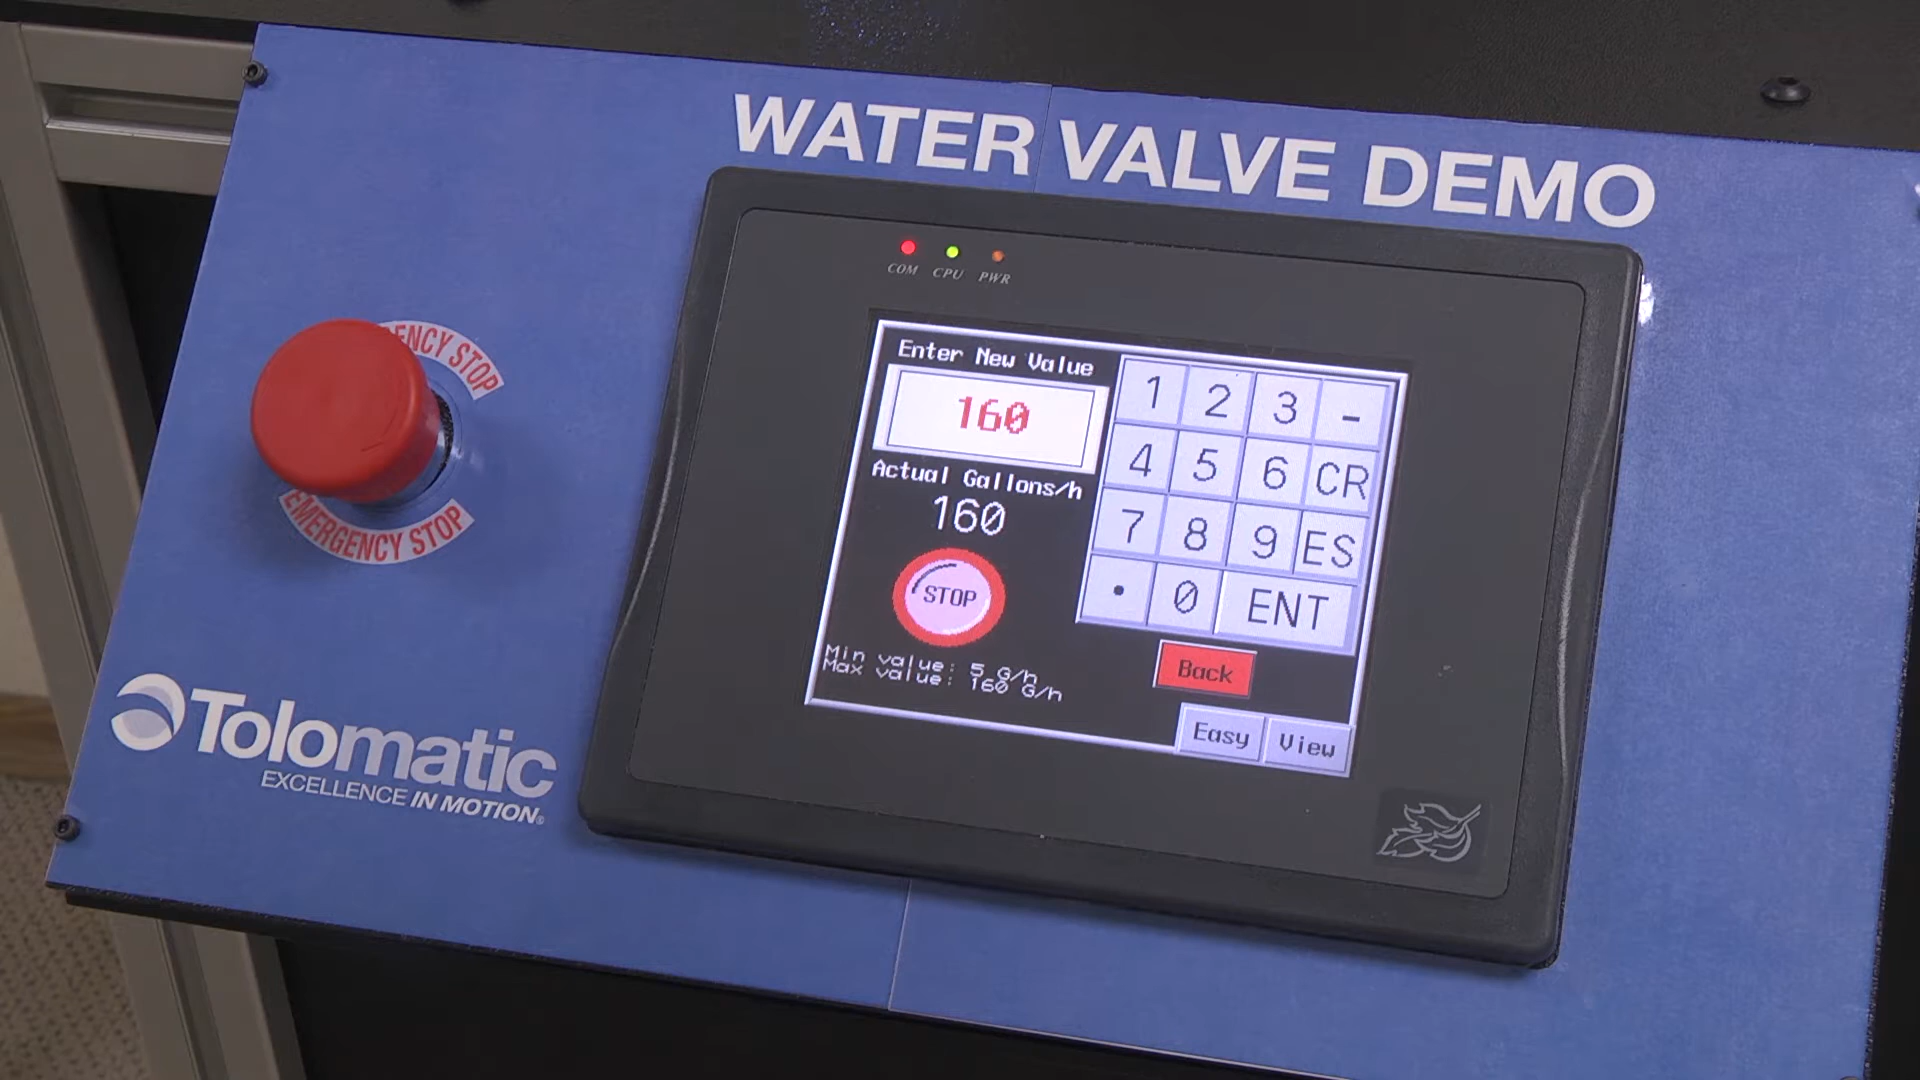 WATER VALVE DEMO
COM CPU PWR
ENCY STOP
EMERGENCY STOP
Enter New Value
160
Actual Gallons/h
160
STOP
Min value: 5 G/h
Max value: 160 G/h
1 2 3 -
4 5 6 CR
7 8 9 ES
. 0 ENT
Back
Easy View
Tolomatic
EXCELLENCE IN MOTION®